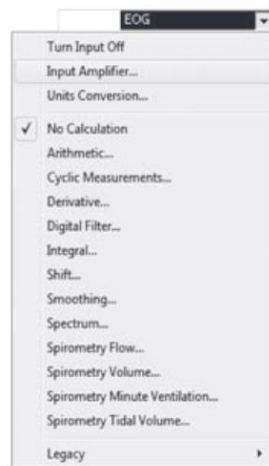 EOG
Turn Input Off
Input Amplifier...
Units Conversion...
No Calculation
Arithmetic...
Cyclic Measurements...
Derivative...
Digital Filter...
Integral...
Shift...
Smoothing...
Spectrum...
Spirometry Flow...
Spirometry Volume...
Spirometry Minute Ventilation...
Spirometry Tidal Volume...
Legacy